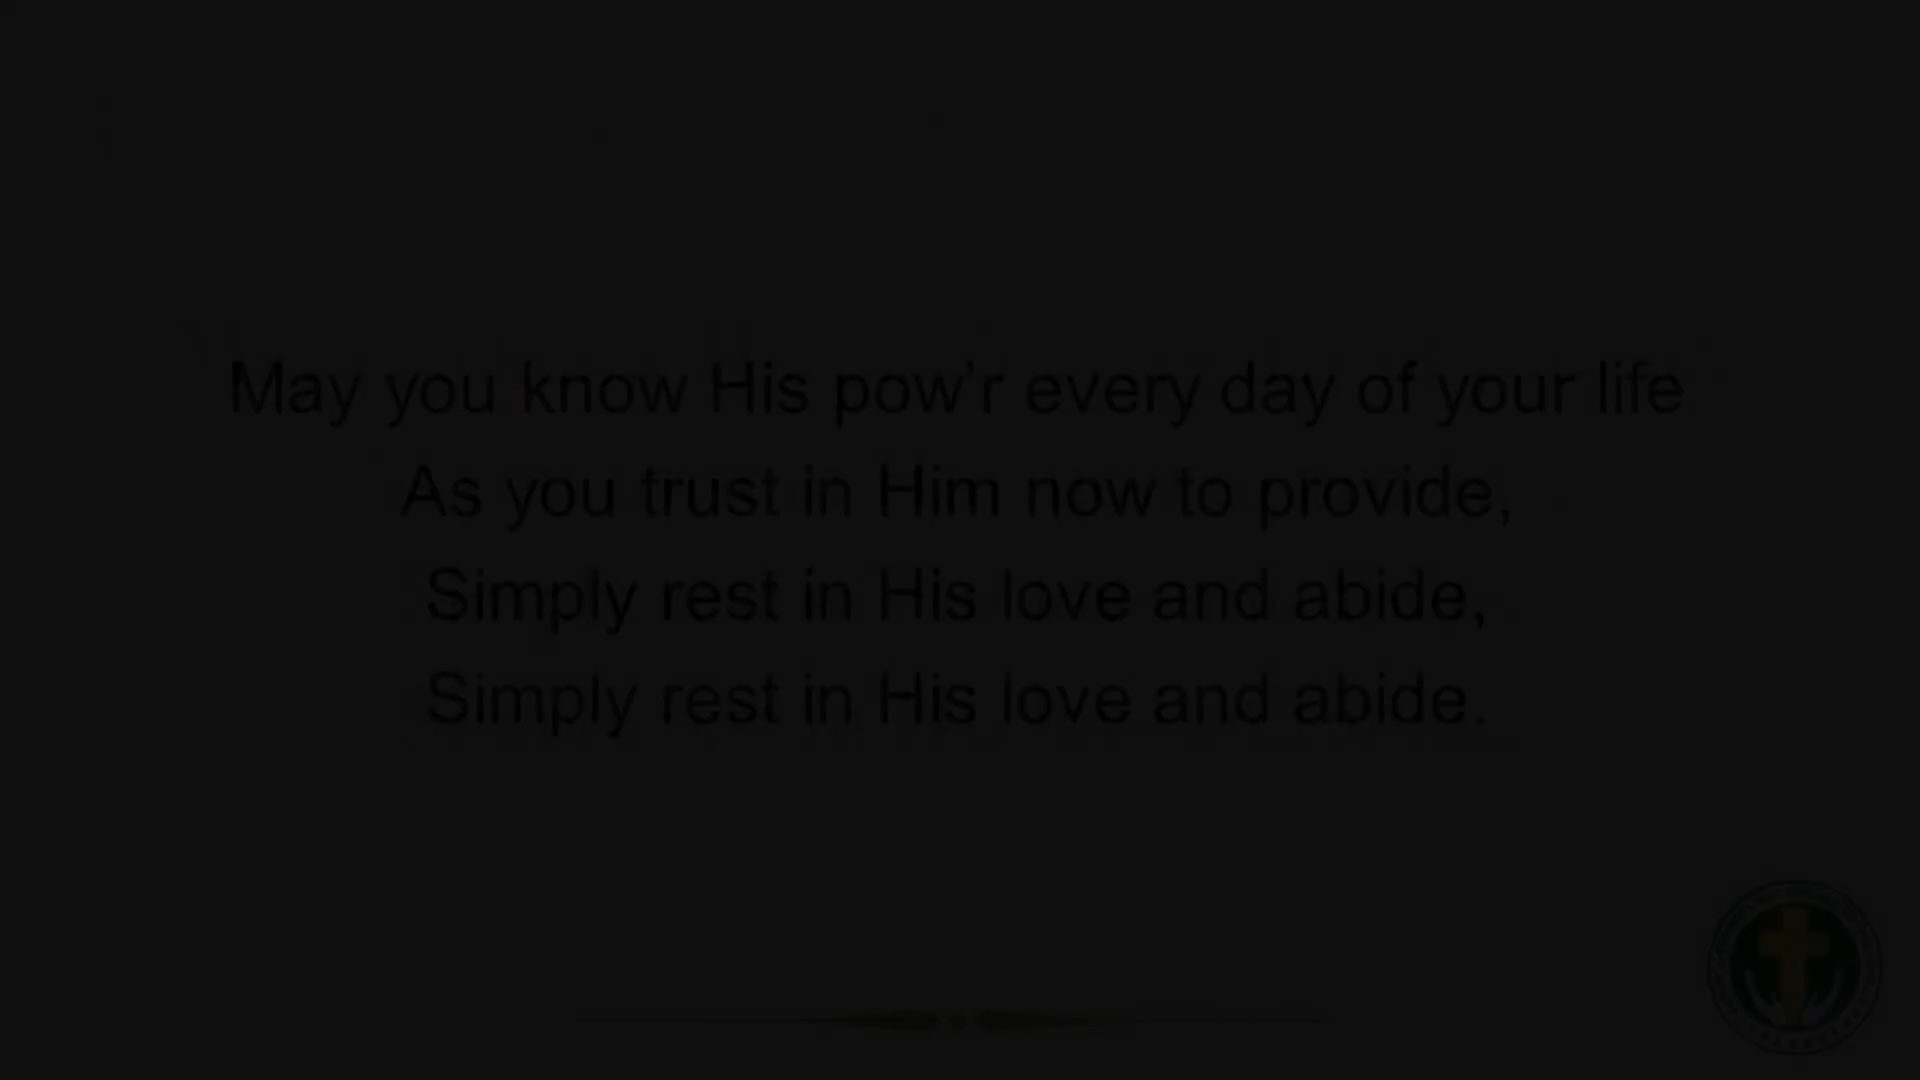 May you know His pow’r every day of your life
As you trust in Him now to provide,
Simply rest in His love and abide,
Simply rest in His love and abide.